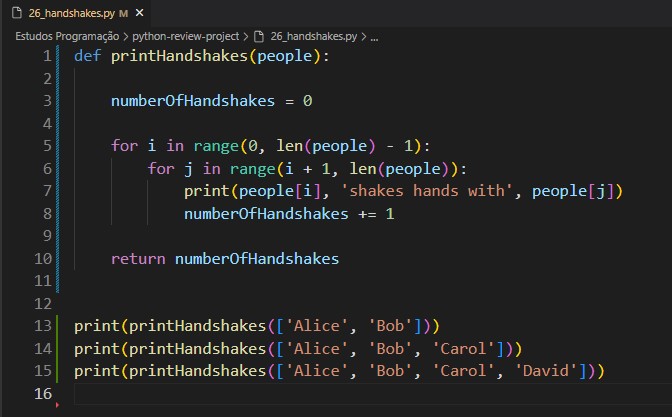 26_handshakes.py M ×
Estudos Programação > python-review-project > 26_handshakes.py > ...
1 def printHandshakes(people):
2
3     numberOfHandshakes = 0
4
5     for i in range(0, len(people) - 1):
6         for j in range(i + 1, len(people)):
7             print(people[i], 'shakes hands with', people[j])
8             numberOfHandshakes += 1
9
10     return numberOfHandshakes
11
12
13 print(printHandshakes(['Alice', 'Bob']))
14 print(printHandshakes(['Alice', 'Bob', 'Carol']))
15 print(printHandshakes(['Alice', 'Bob', 'Carol', 'David']))
16